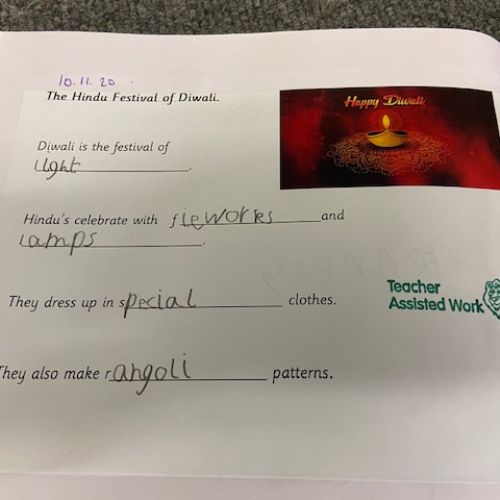 10.11.20
The Hindu Festival of Diwali.
Happy Diwali
Diwali is the festival of
light.
Hindu's celebrate with fieworkes and
lamps.
They dress up in special clothes.
Teacher
Assisted Work
They also make rangoli patterns.